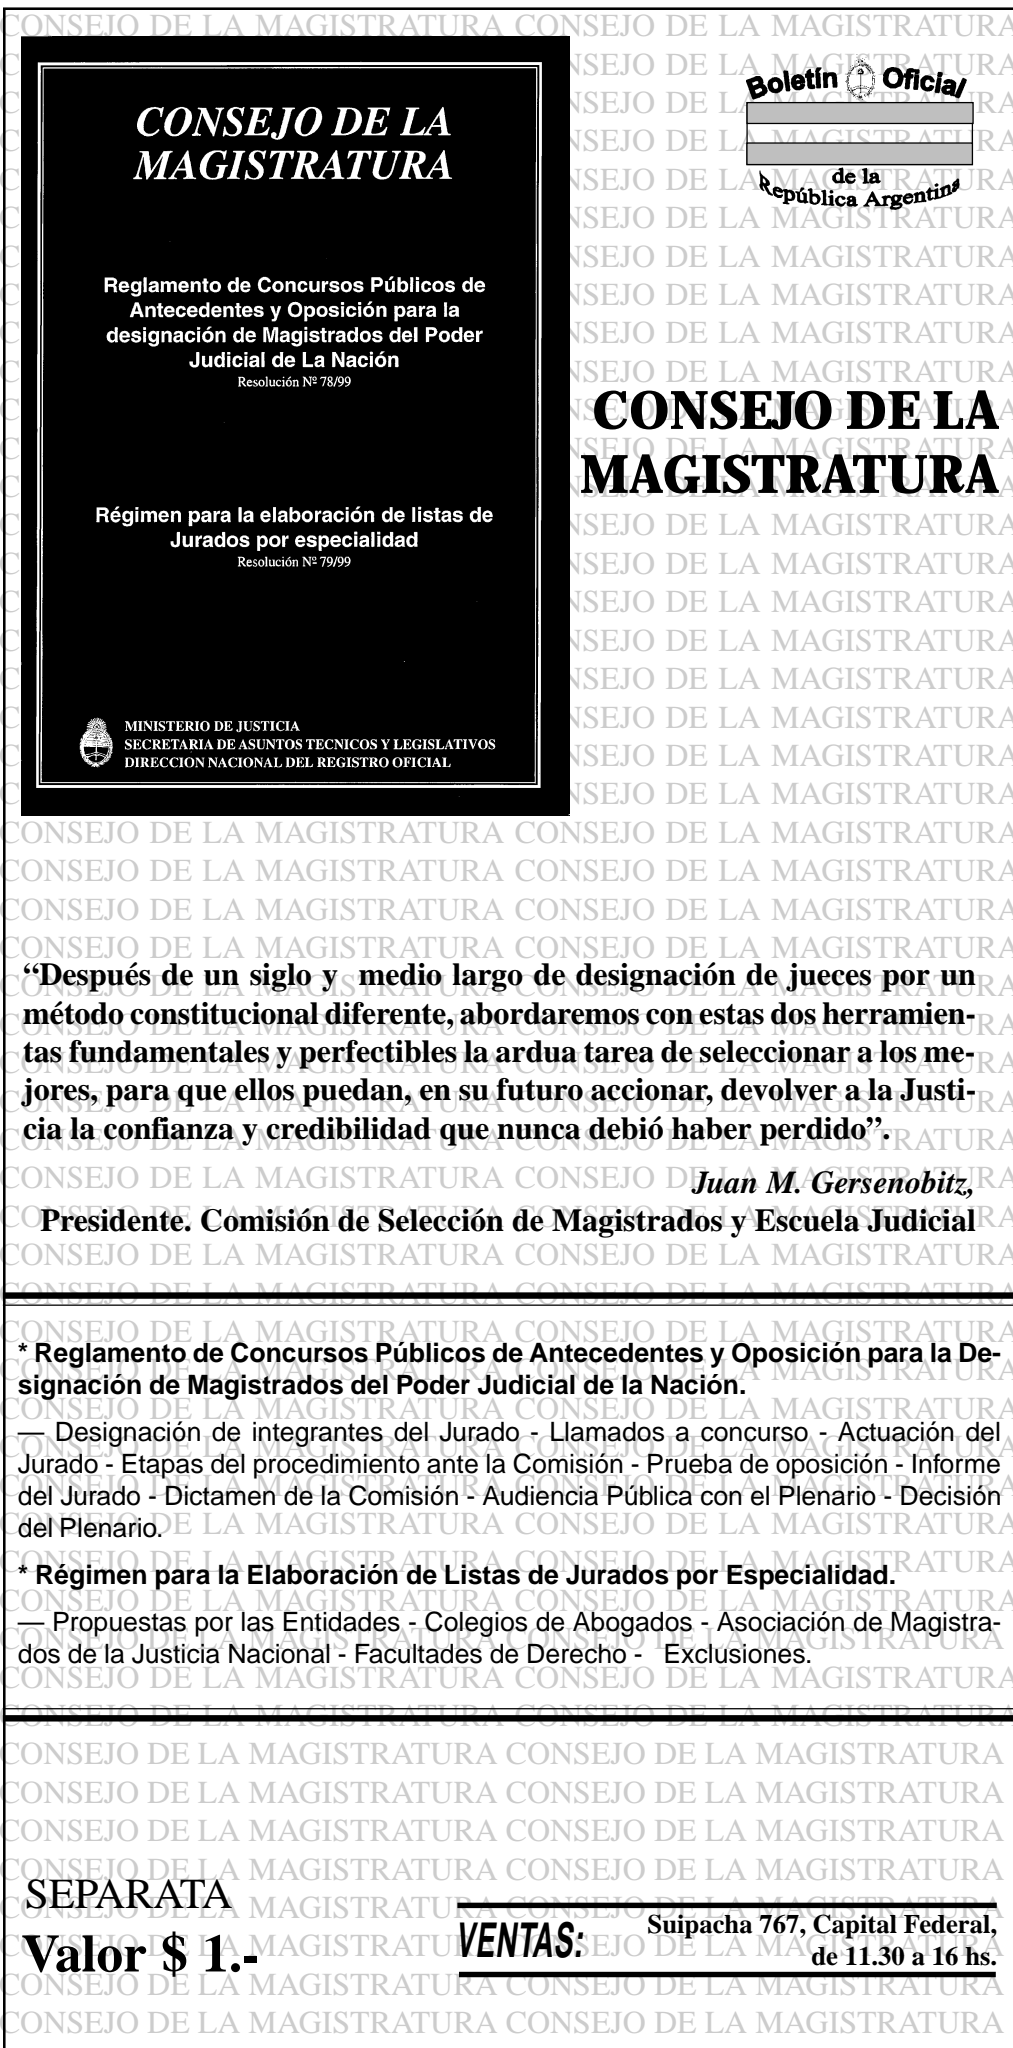 CONSEJO DE LA
MAGISTRATURA
Reglamento de Concursos Públicos de
Antecedentes y Oposición para la
designación de Magistrados del Poder
Judicial de La Nación
Resolución Nº 78/99
Régimen para la elaboración de listas de
Jurados por especialidad
Resolución Nº 79/99
MINISTERIO DE JUSTICIA
SECRETARIA DE ASUNTOS TECNICOS Y LEGISLATIVOS
DIRECCION NACIONAL DEL REGISTRO OFICIAL
Boletín Oficial
de la
República Argentina
CONSEJO DE LA
MAGISTRATURA
“Después de un siglo y medio largo de designación de jueces por un
método constitucional diferente, abordaremos con estas dos herramien-
tas fundamentales y perfectibles la ardua tarea de seleccionar a los me-
jores, para que ellos puedan, en su futuro accionar, devolver a la Justi-
cia la confianza y credibilidad que nunca debió haber perdido”.
Juan M. Gersenobitz,
Presidente. Comisión de Selección de Magistrados y Escuela Judicial
* Reglamento de Concursos Públicos de Antecedentes y Oposición para la De-
signación de Magistrados del Poder Judicial de la Nación.
— Designación de integrantes del Jurado - Llamados a concurso - Actuación del
Jurado - Etapas del procedimiento ante la Comisión - Prueba de oposición - Informe
del Jurado - Dictamen de la Comisión - Audiencia Pública con el Plenario - Decisión
del Plenario.
* Régimen para la Elaboración de Listas de Jurados por Especialidad.
— Propuestas por las Entidades - Colegios de Abogados - Asociación de Magistra-
dos de la Justicia Nacional - Facultades de Derecho - Exclusiones.
SEPARATA
Valor $ 1.-
VENTAS:
Suipacha 767, Capital Federal,
de 11.30 a 16 hs.
CONSEJO DE LA MAGISTRATURA CONSEJO DE LA MAGISTRATURA